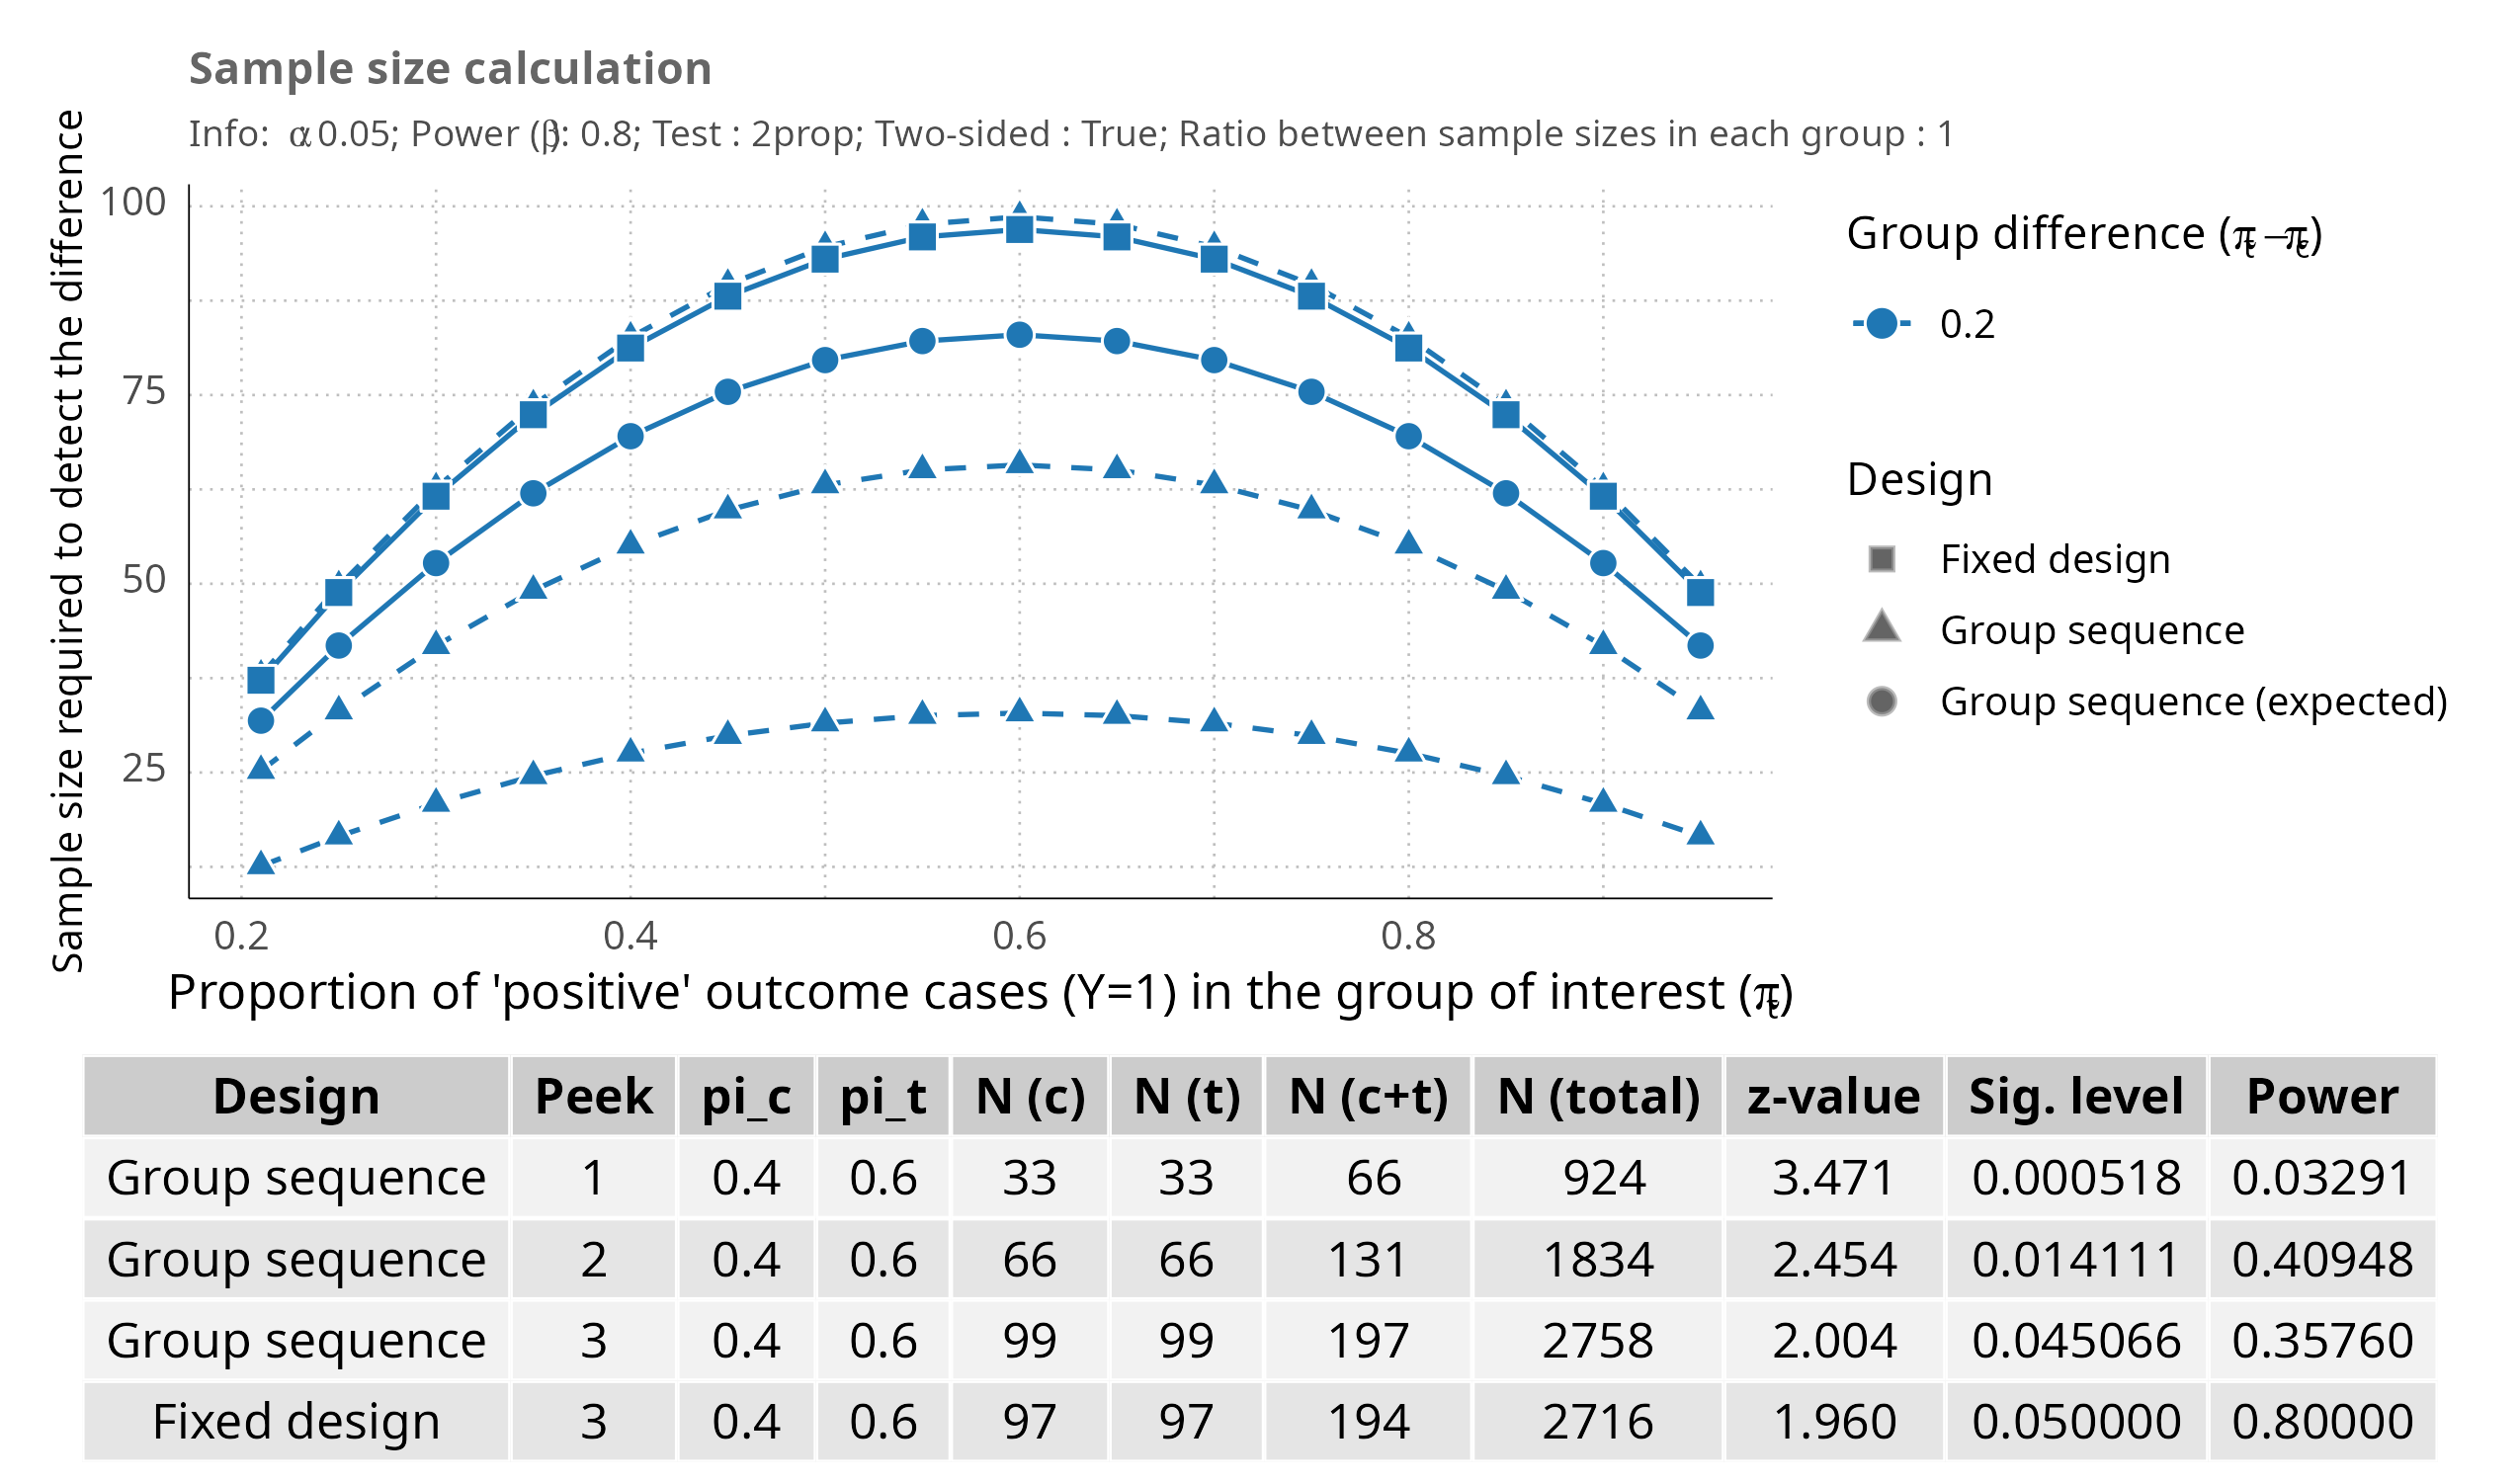 Sample size calculation
Info: α 0.05; Power (β): 0.8; Test : 2prop; Two-sided : True; Ratio between sample sizes in each group : 1
Sample size required to detect the difference
100
75
50
25
0.2 0.4 0.6 0.8
Proportion of 'positive' outcome cases (Y=1) in the group of interest (πt)
Group difference (πt−πc)
0.2
Design
Fixed design
Group sequence
Group sequence (expected)
Design Peek pi_c pi_t N (c) N (t) N (c+t) N (total) z-value Sig. level Power
Group sequence 1 0.4 0.6 33 33 66 924 3.471 0.000518 0.03291
Group sequence 2 0.4 0.6 66 66 131 1834 2.454 0.014111 0.40948
Group sequence 3 0.4 0.6 99 99 197 2758 2.004 0.045066 0.35760
Fixed design 3 0.4 0.6 97 97 194 2716 1.960 0.050000 0.80000